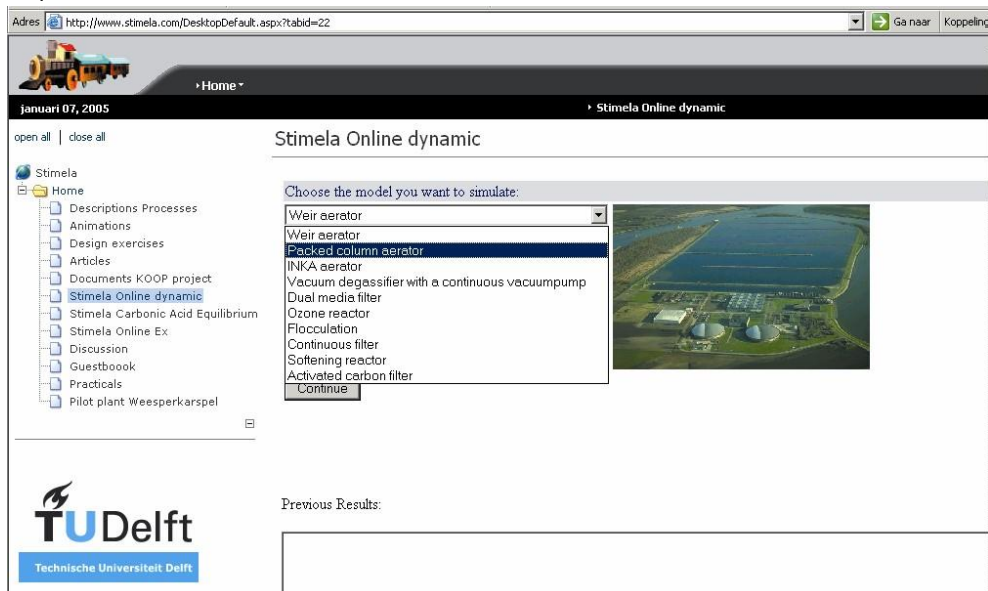 Adres http://www.stimela.com/DesktopDefault.aspx?tabid=22 Ga naar Koppeling
Home
januari 07, 2005 Stimela Online dynamic
open all | close all
Stimela Online dynamic
Stimela
Home
Descriptions Processes
Animations
Design exercises
Articles
Documents KOOP project
Stimela Online dynamic
Stimela Carbonic Acid Equilibrium
Stimela Online Ex
Discussion
Guestboook
Practicals
Pilot plant Weesperkarspel
Choose the model you want to simulate:
Weir aerator
Weir aerator
Packed column aerator
INKA aerator
Vacuum degassifier with a continuous vacuumpump
Dual media filter
Ozone reactor
Flocculation
Continuous filter
Softening reactor
Activated carbon filter
Continue
Previous Results:
TUDelft
Technische Universiteit Delft